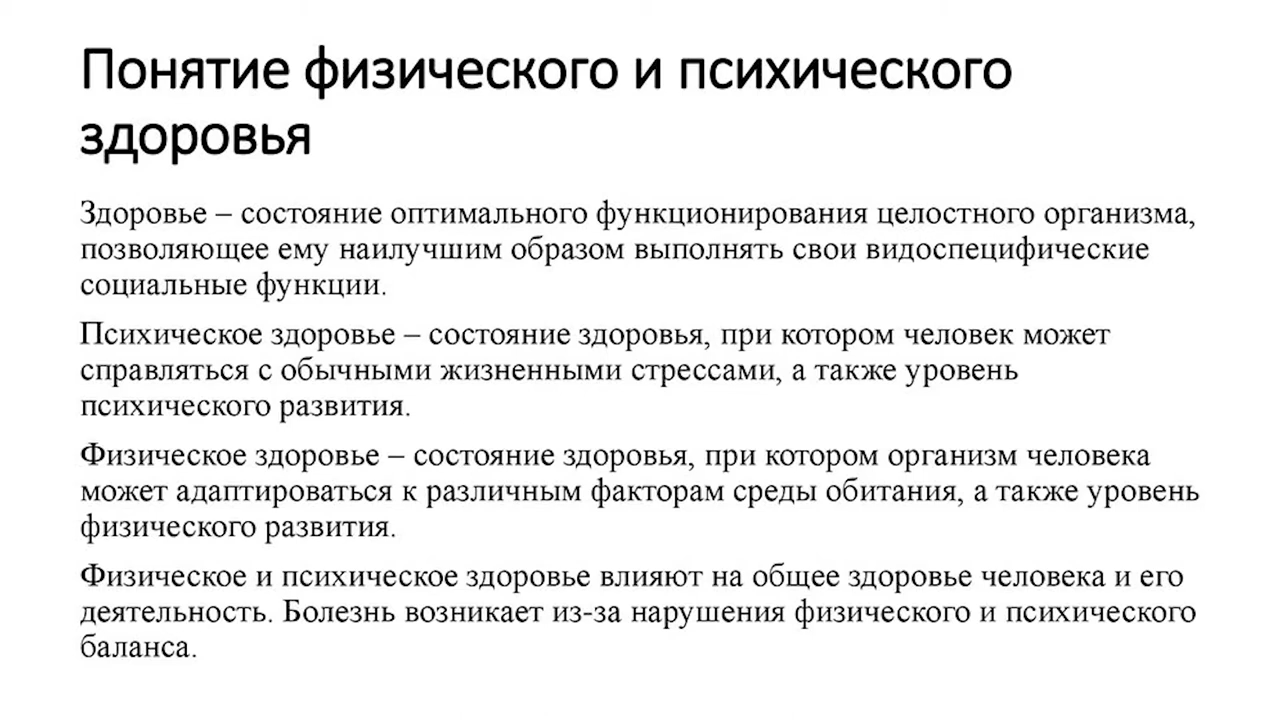 Понятие физического и психического
здоровья
Здоровье – состояние оптимального функционирования целостного организма,
позволяющее ему наилучшим образом выполнять свои видоспецифические
социальные функции.
Психическое здоровье – состояние здоровья, при котором человек может
справляться с обычными жизненными стрессами, а также уровень
психического развития.
Физическое здоровье – состояние здоровья, при котором организм человека
может адаптироваться к различным факторам среды обитания, а также уровень
физического развития.
Физическое и психическое здоровье влияют на общее здоровье человека и его
деятельность. Болезнь возникает из-за нарушения физического и психического
баланса.